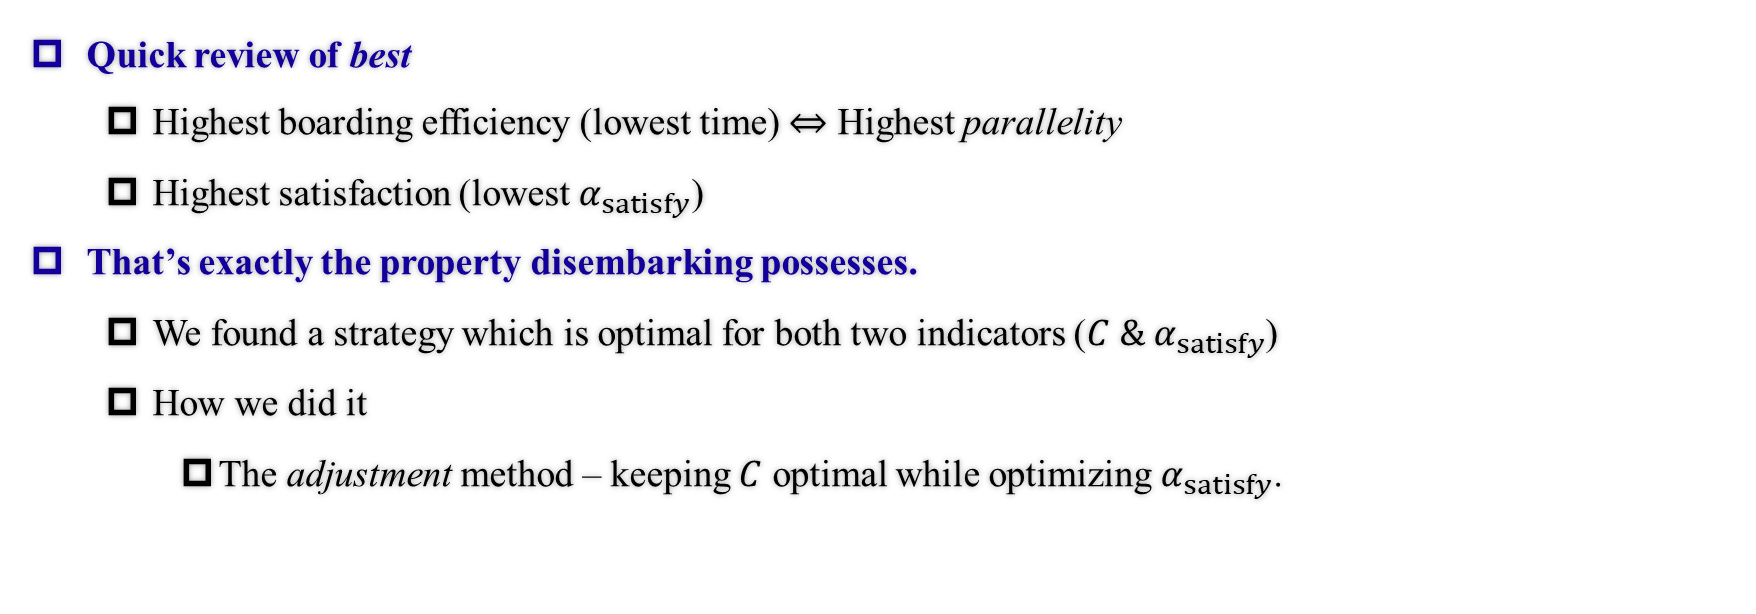 Quick review of best
Highest boarding efficiency (lowest time) ⇔ Highest parallelity
Highest satisfaction (lowest α_satisfy)
That’s exactly the property disembarking possesses.
We found a strategy which is optimal for both two indicators (C & α_satisfy)
How we did it
The adjustment method – keeping C optimal while optimizing α_satisfy.